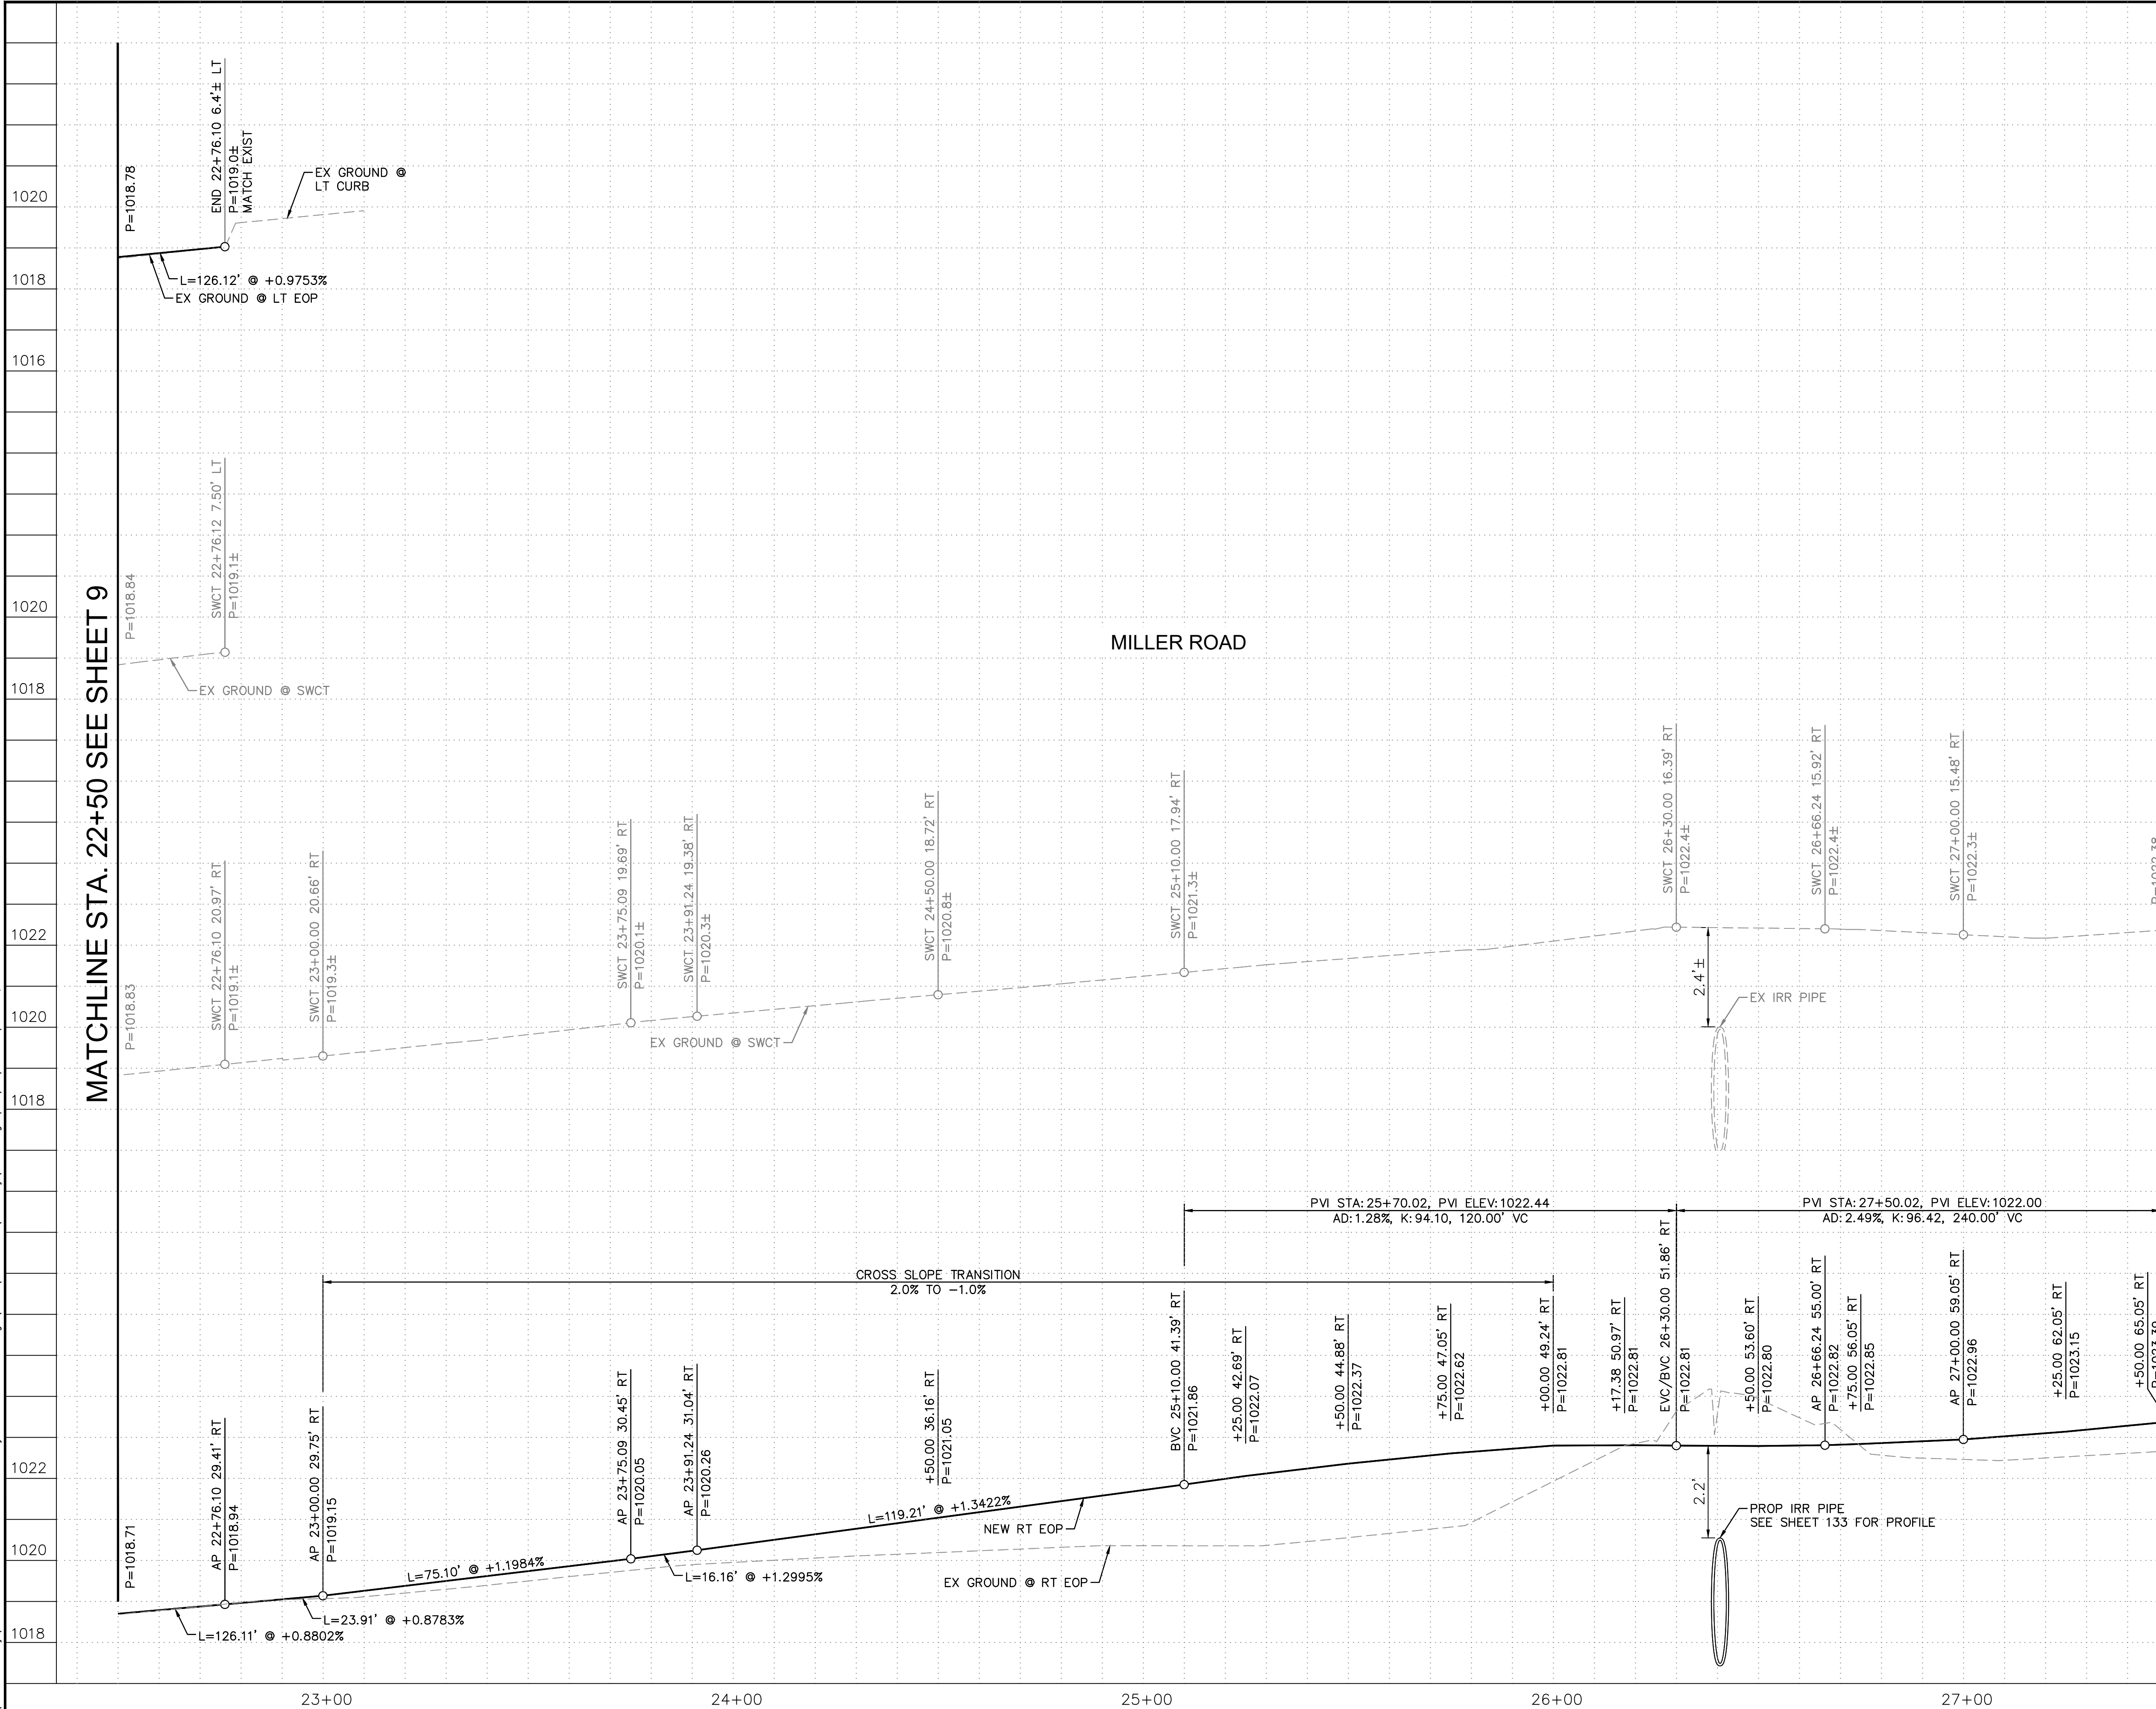 MATCHLINE STA. 22+50 SEE SHEET 9
1020
1018
1016
P=1018.78
END 22+76.10 6.4'± LT
P=1019.0±
MATCH EXIST
EX GROUND @
LT CURB
L=126.12' @ +0.9753%
EX GROUND @ LT EOP
1020
1018
P=1018.84
SWCT 22+76.12 7.50' LT
P=1019.1±
EX GROUND @ SWCT
MILLER ROAD
1022
1020
1018
P=1018.83
SWCT 22+76.10 20.97' RT
P=1019.1±
SWCT 23+00.00 20.66' RT
P=1019.3±
SWCT 23+75.09 19.69' RT
P=1020.1±
SWCT 23+91.24 19.38' RT
P=1020.3±
EX GROUND @ SWCT
SWCT 24+50.00 18.72' RT
P=1020.8±
SWCT 25+10.00 17.94' RT
P=1021.3±
SWCT 26+30.00 16.39' RT
P=1022.4±
2.4'±
EX IRR PIPE
SWCT 26+66.24 15.92' RT
P=1022.4±
SWCT 27+00.00 15.48' RT
P=1022.3±
P=1022.38
PVI STA:25+70.02, PVI ELEV:1022.44
AD:1.28%, K:94.10, 120.00' VC
PVI STA:27+50.02, PVI ELEV:1022.00
AD:2.49%, K:96.42, 240.00' VC
CROSS SLOPE TRANSITION
2.0% TO -1.0%
1022
1020
1018
P=1018.71
AP 22+76.10 29.41' RT
P=1018.94
AP 23+00.00 29.75' RT
P=1019.15
AP 23+75.09 30.45' RT
P=1020.05
AP 23+91.24 31.04' RT
P=1020.26
+50.00 36.16' RT
P=1021.05
BVC 25+10.00 41.39' RT
P=1021.86
+25.00 42.69' RT
P=1022.07
+50.00 44.88' RT
P=1022.37
+75.00 47.05' RT
P=1022.62
+00.00 49.24' RT
P=1022.81
+17.38 50.97' RT
P=1022.81
EVC/BVC 26+30.00 51.86' RT
P=1022.81
+50.00 53.60' RT
P=1022.80
AP 26+66.24 55.00' RT
P=1022.82
+75.00 56.05' RT
P=1022.85
AP 27+00.00 59.05' RT
P=1022.96
+25.00 62.05' RT
P=1023.15
+50.00 65.05' RT
P=1023.39
L=119.21' @ +1.3422%
NEW RT EOP
L=75.10' @ +1.1984%
L=16.16' @ +1.2995%
EX GROUND @ RT EOP
L=23.91' @ +0.8783%
L=126.11' @ +0.8802%
2.2'
PROP IRR PIPE
SEE SHEET 133 FOR PROFILE
23+00
24+00
25+00
26+00
27+00